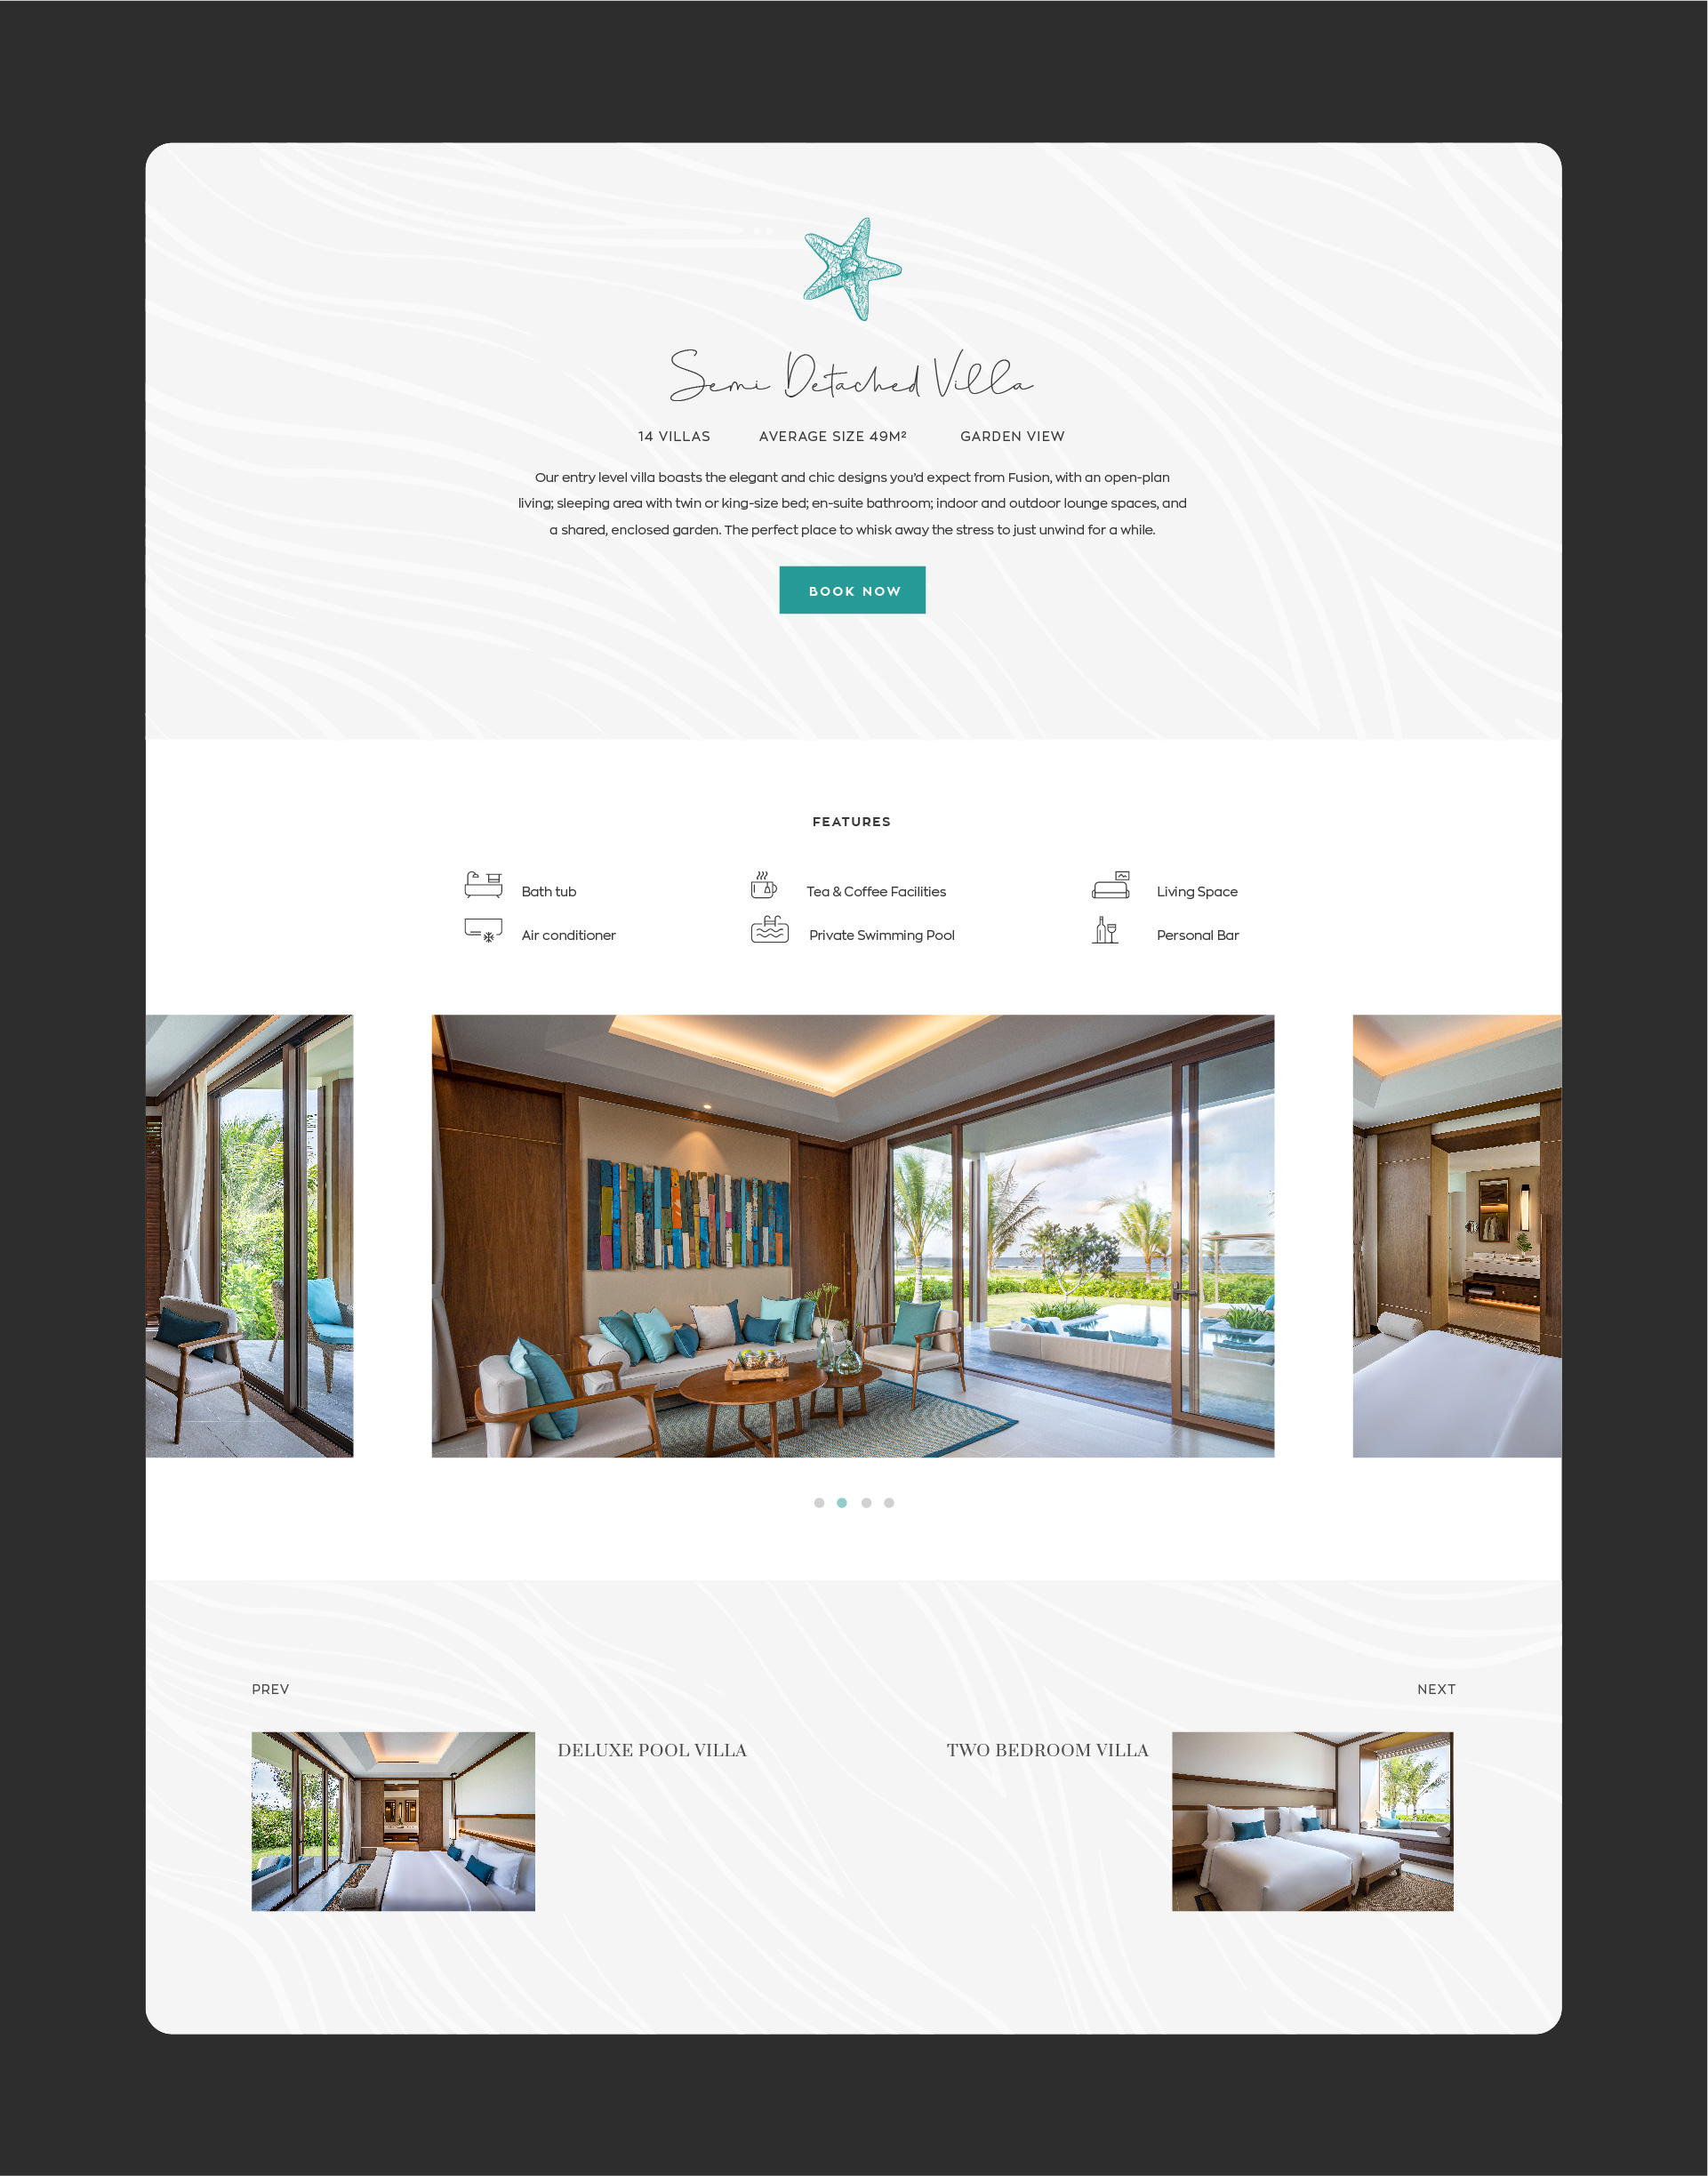 Semi Detached Villa
14 VILLAS AVERAGE SIZE 49M² GARDEN VIEW
Our entry level villa boasts the elegant and chic designs you'd expect from Fusion, with an open-plan
living; sleeping area with twin or king-size bed; en-suite bathroom; indoor and outdoor lounge spaces, and
a shared, enclosed garden. The perfect place to whisk away the stress to just unwind for a while.
BOOK NOW
FEATURES
Bath tub Tea & Coffee Facilities Living Space
Air conditioner Private Swimming Pool Personal Bar
PREV NEXT
DELUXE POOL VILLA TWO BEDROOM VILLA